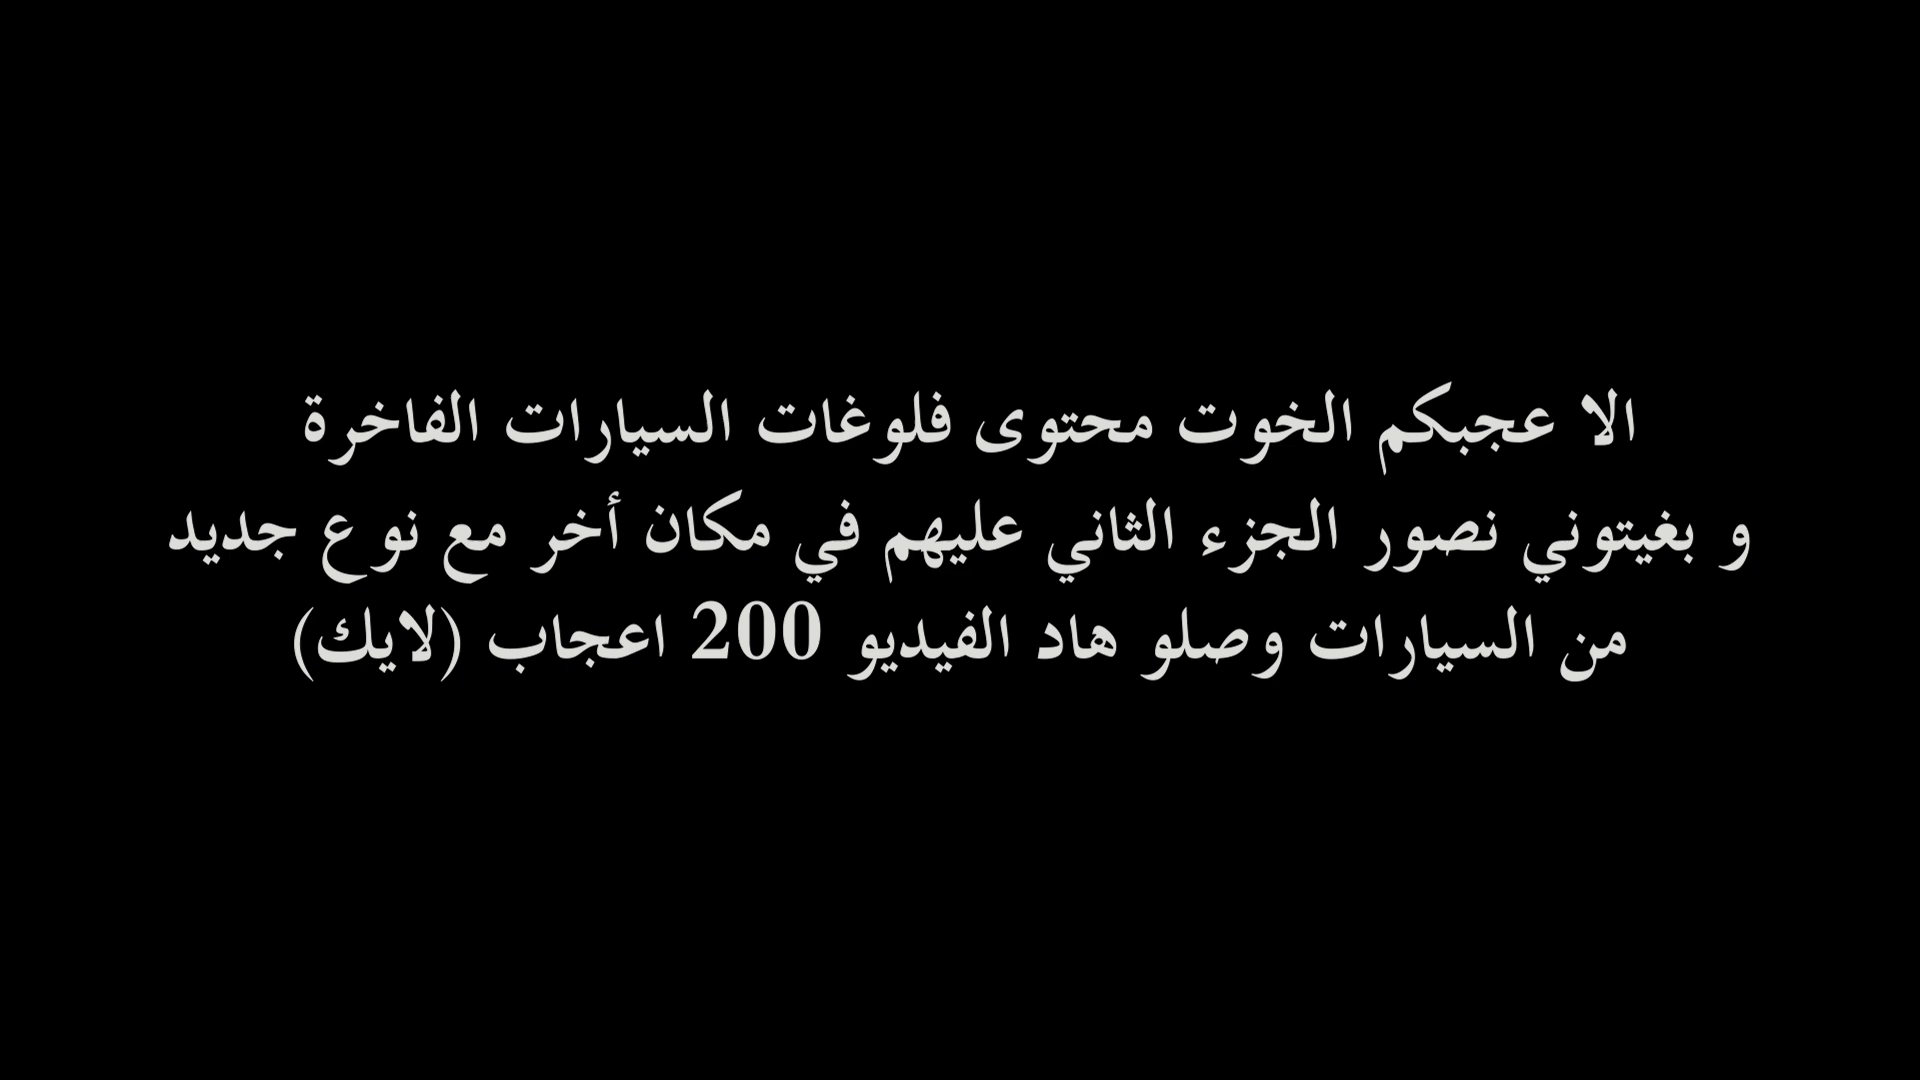 الا عجبكم الخوت محتوى فلوغات السيارات الفاخرة
و بغيتوني نصور الجزء الثاني عليهم في مكان أخر مع نوع جديد
من السيارات وصلو هاد الفيديو 200 اعجاب (لايك)